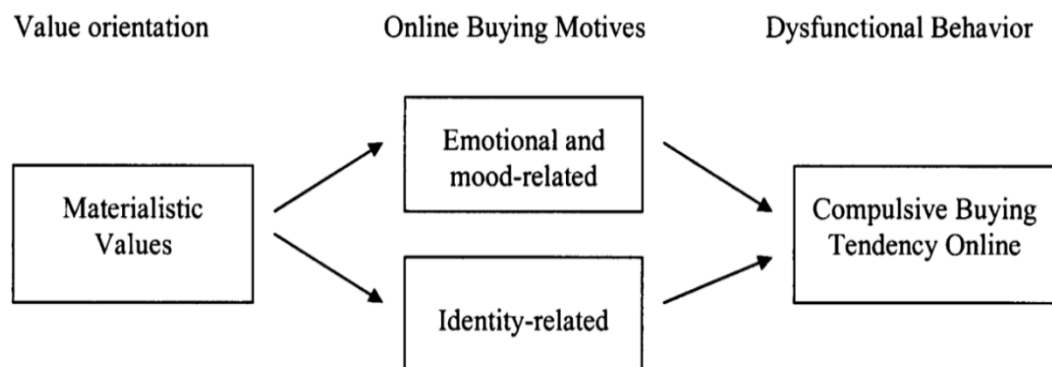 Value orientation
Online Buying Motives
Dysfunctional Behavior
Materialistic
Values
Emotional and
mood-related
Identity-related
Compulsive Buying
Tendency Online